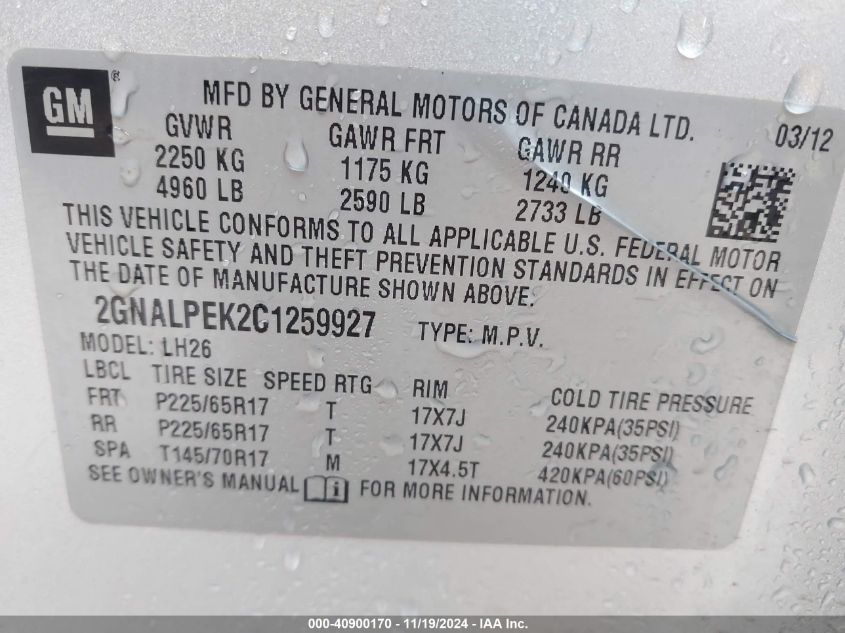 GM ®
MFD BY GENERAL MOTORS OF CANADA LTD.
03/12
GVWR GAWR FRT GAWR RR
2250 KG 1175 KG 1240 KG
4960 LB 2590 LB 2733 LB
THIS VEHICLE CONFORMS TO ALL APPLICABLE U.S. FEDERAL MOTOR
VEHICLE SAFETY AND THEFT PREVENTION STANDARDS IN EFFECT ON
THE DATE OF MANUFACTURE SHOWN ABOVE:
2GNALPEK2C1259927 TYPE: M.P.V.
MODEL: LH26
LBCL TIRE SIZE SPEED RTG RIM COLD TIRE PRESSURE
FRT P225/65R17 T 17X7J 240KPA(35PSI)
RR P225/65R17 T 17X7J 240KPA(35PSI)
SPA T145/70R17 M 17X4.5T 420KPA(60PSI)
SEE OWNER'S MANUAL i FOR MORE INFORMATION.
000-40900170 - 11/19/2024 - IAA Inc.